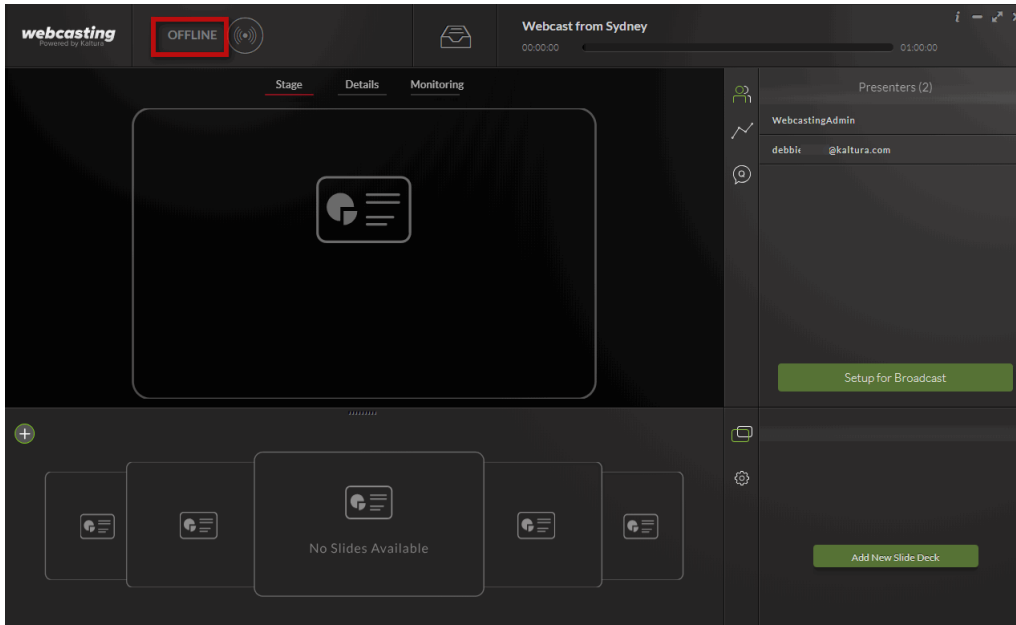 webcasting
Powered by Kaltura
OFFLINE
Webcast from Sydney
00:00:00 01:00:00
Stage Details Monitoring
Presenters (2)
WebcastingAdmin
debbie @kaltura.com
Setup for Broadcast
No Slides Available
Add New Slide Deck